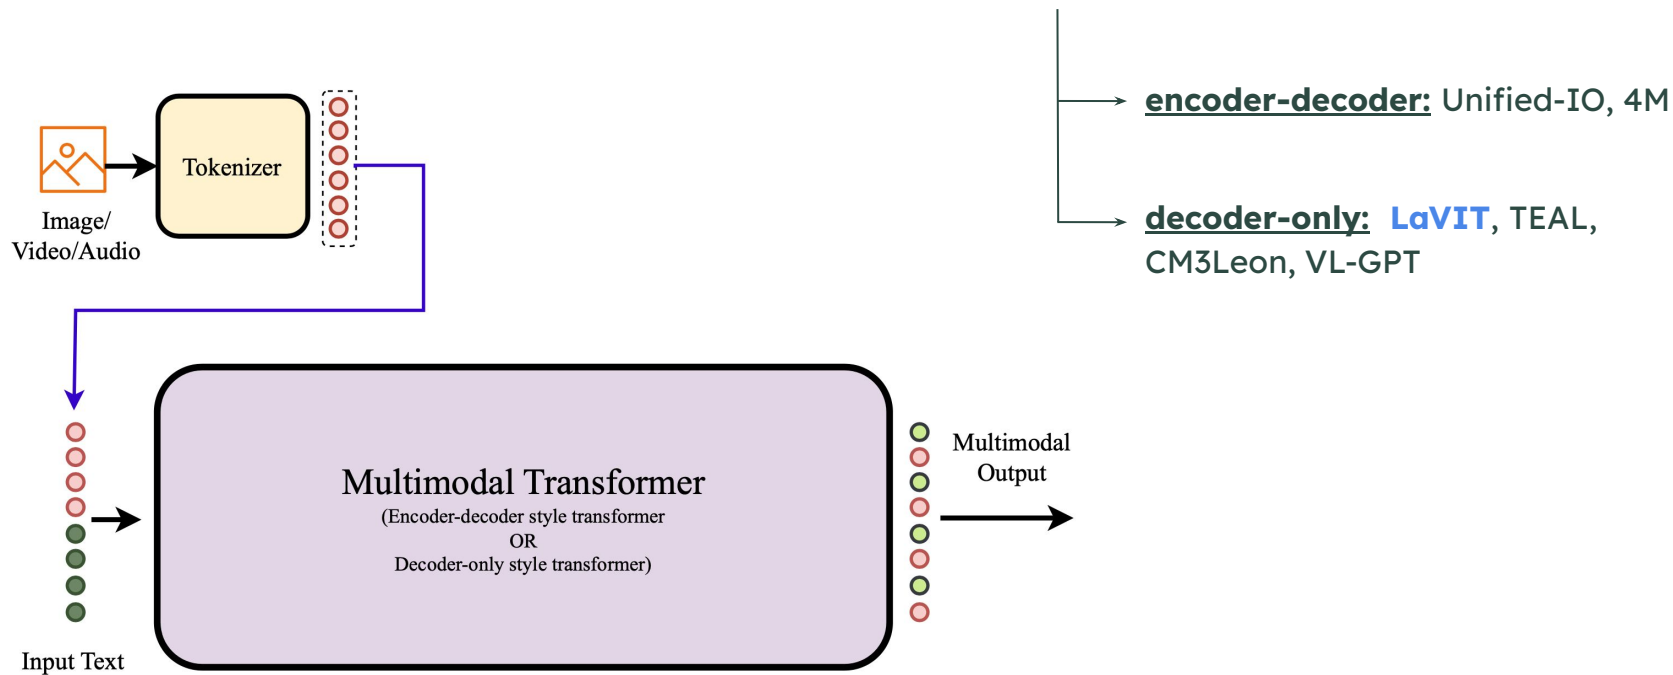 encoder-decoder: Unified-IO, 4M
Tokenizer
Image/
Video/Audio
decoder-only: LaVIT, TEAL,
CM3Leon, VL-GPT
Multimodal
Output
Multimodal Transformer
(Encoder-decoder style transformer
OR
Decoder-only style transformer)
Input Text